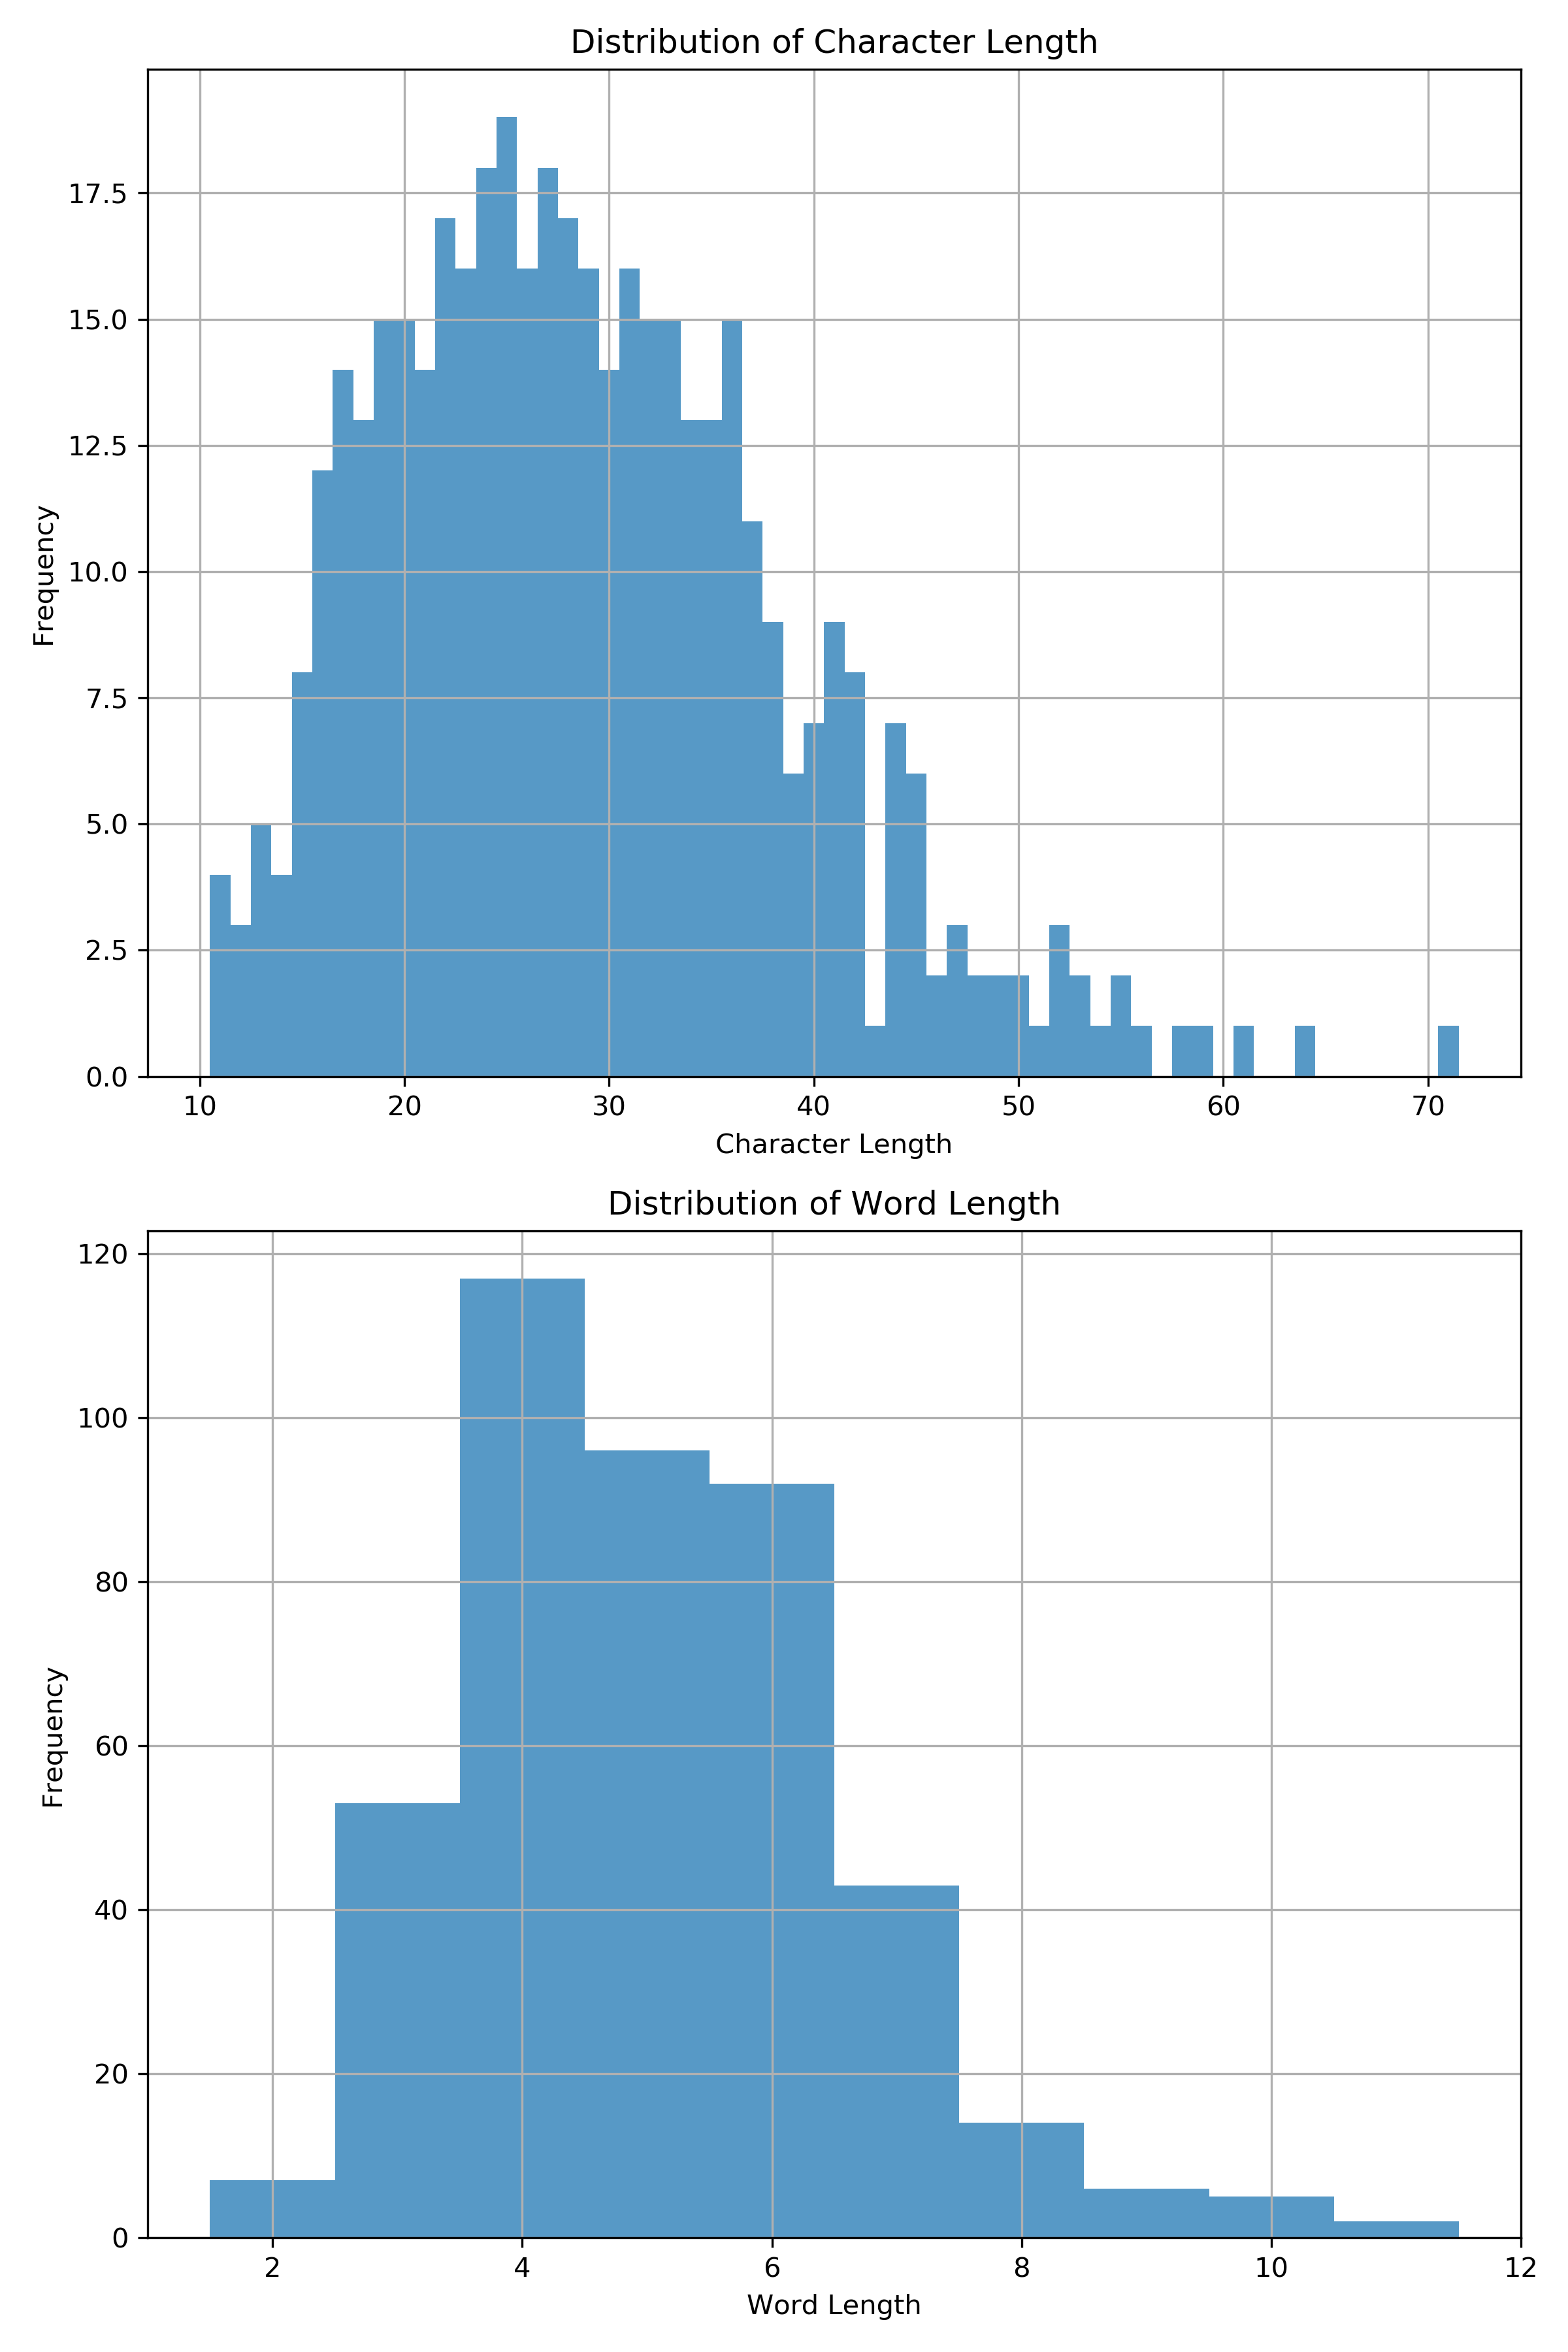 Distribution of Character Length
17.5
15.0
12.5
10.0
7.5
5.0
2.5
0.0
Frequency
10 20 30 40 50 60 70
Character Length
Distribution of Word Length
120
100
80
60
40
20
0
Frequency
2 4 6 8 10 12
Word Length